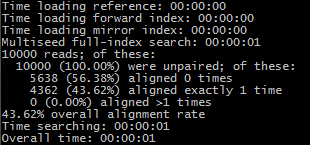 Time loading reference: 00:00:00
Time loading forward index: 00:00:00
Time loading mirror index: 00:00:00
Multiseed full-index search: 00:00:01
10000 reads; of these:
  10000 (100.00%) were unpaired; of these:
    5638 (56.38%) aligned 0 times
    4362 (43.62%) aligned exactly 1 time
    0 (0.00%) aligned >1 times
43.62% overall alignment rate
Time searching: 00:00:01
Overall time: 00:00:01